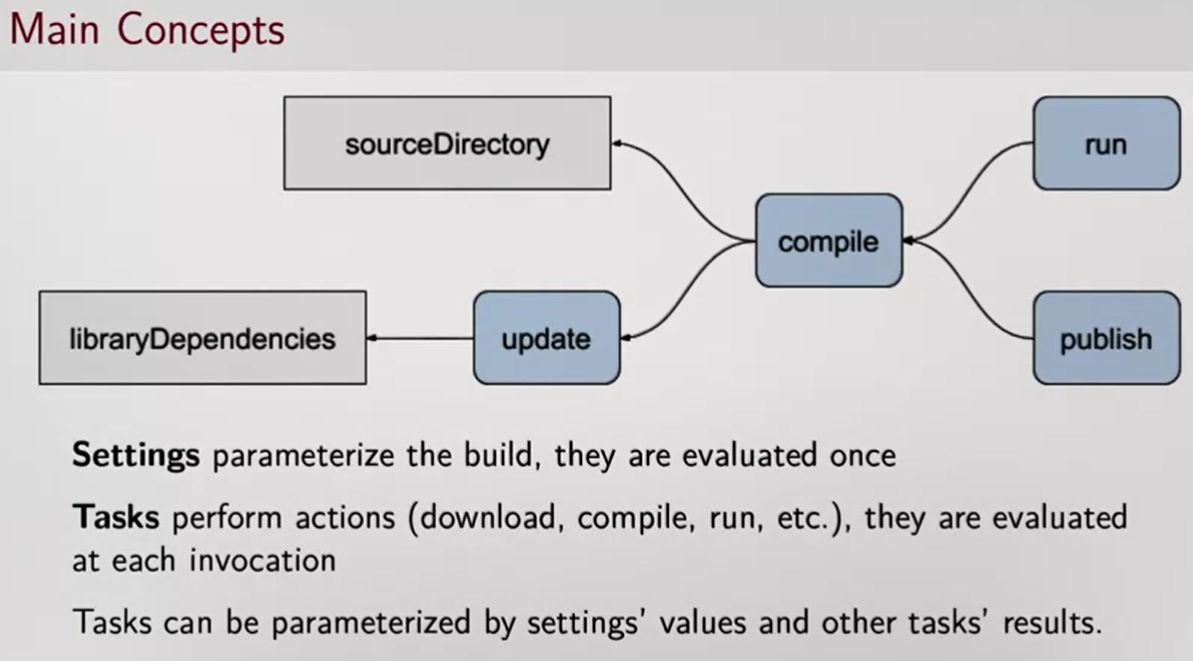 Main Concepts
sourceDirectory
run
compile
libraryDependencies
update
publish
Settings parameterize the build, they are evaluated once
Tasks perform actions (download, compile, run, etc.), they are evaluated
at each invocation
Tasks can be parameterized by settings' values and other tasks' results.